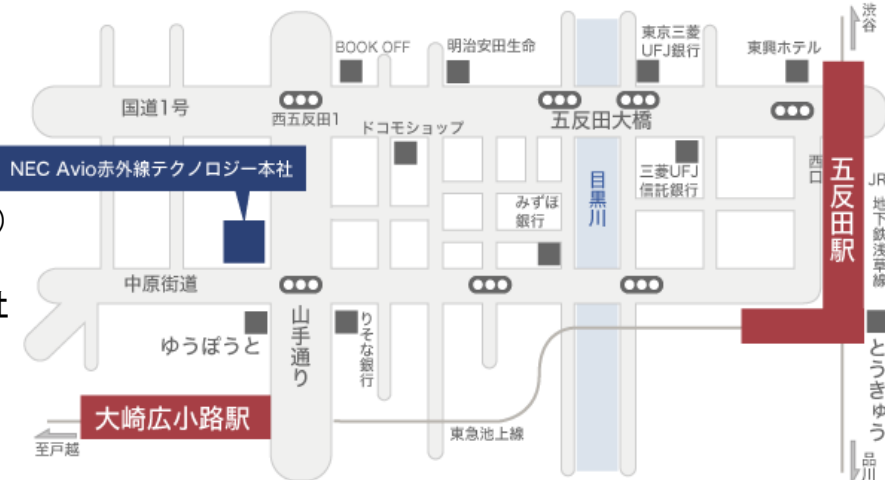 渋谷
東京三菱
UFJ銀行
東興ホテル
BOOK OFF
明治安田生命
国道1号
西五反田1
五反田大橋
ドコモショップ
NEC Avio赤外線テクノロジー本社
三菱UFJ
信託銀行
西口
五反田駅
JR
地下鉄浅草線
目黒川
みずほ
銀行
）
中原街道
社
ゆうぽうと
山手通り
りそな銀行
とうきゅう
大崎広小路駅
至戸越
東急池上線
品川